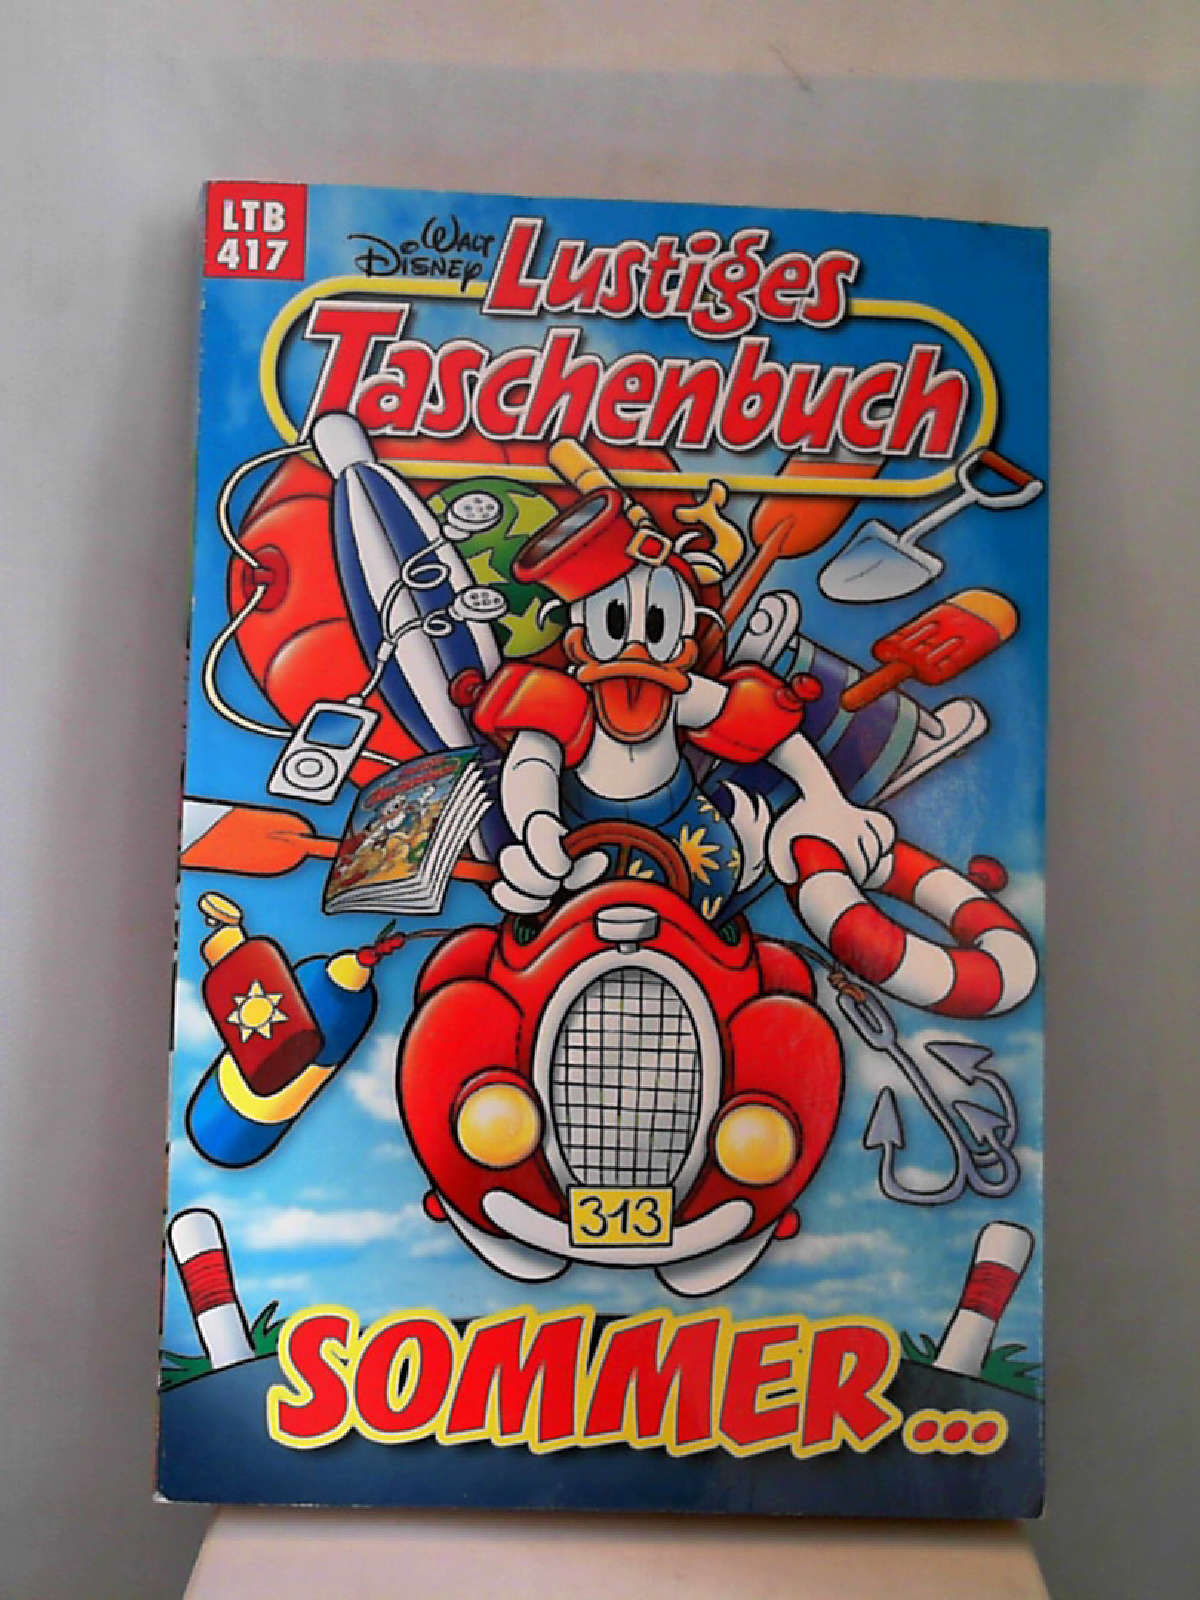 LTB
417
WALT
DISNEY
Lustiges
Taschenbuch
313
SOMMER...